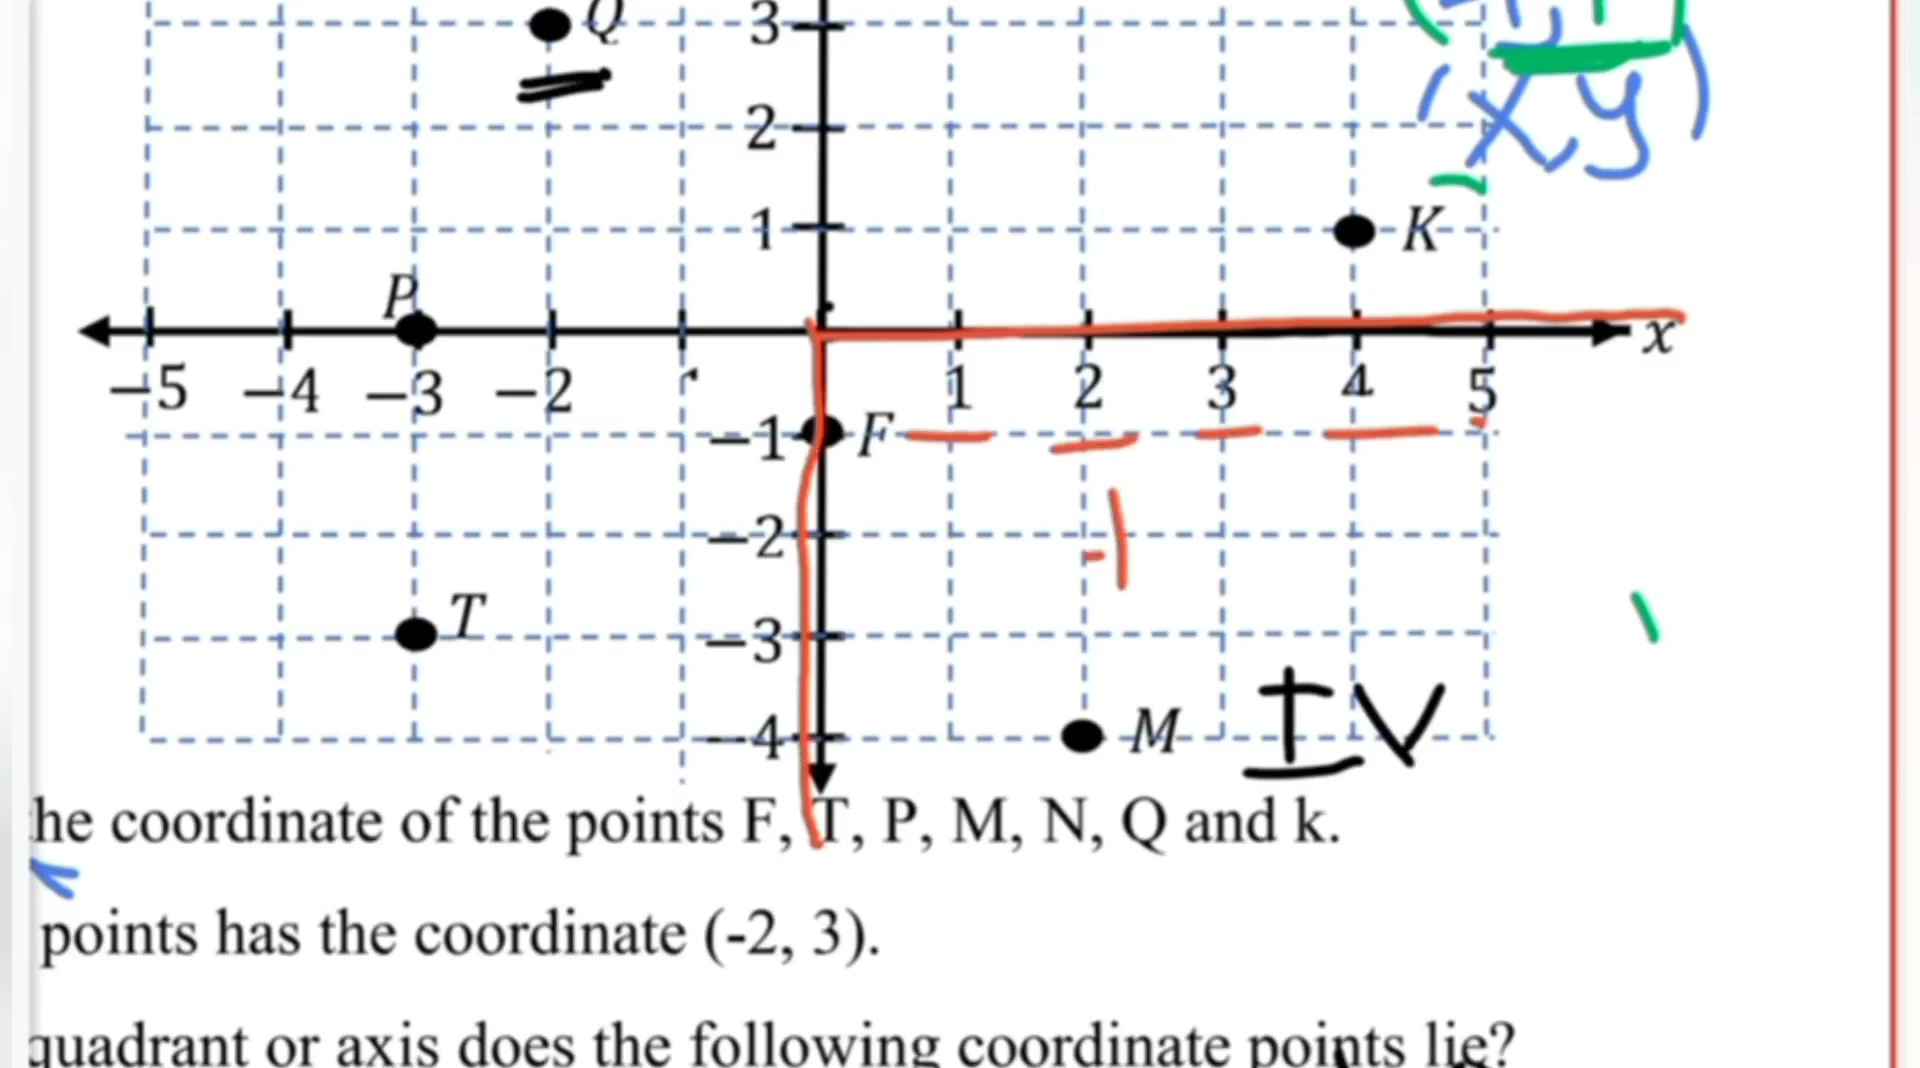 Q
3
2
(x, y)
1
K
P
x
−5 −4 −3 −2 1 2 3 4 5
−1 F
−2
-1
T
−3
−4
M
IV
he coordinate of the points F, T, P, M, N, Q and k.
points has the coordinate (-2, 3).
quadrant or axis does the following coordinate points lie?